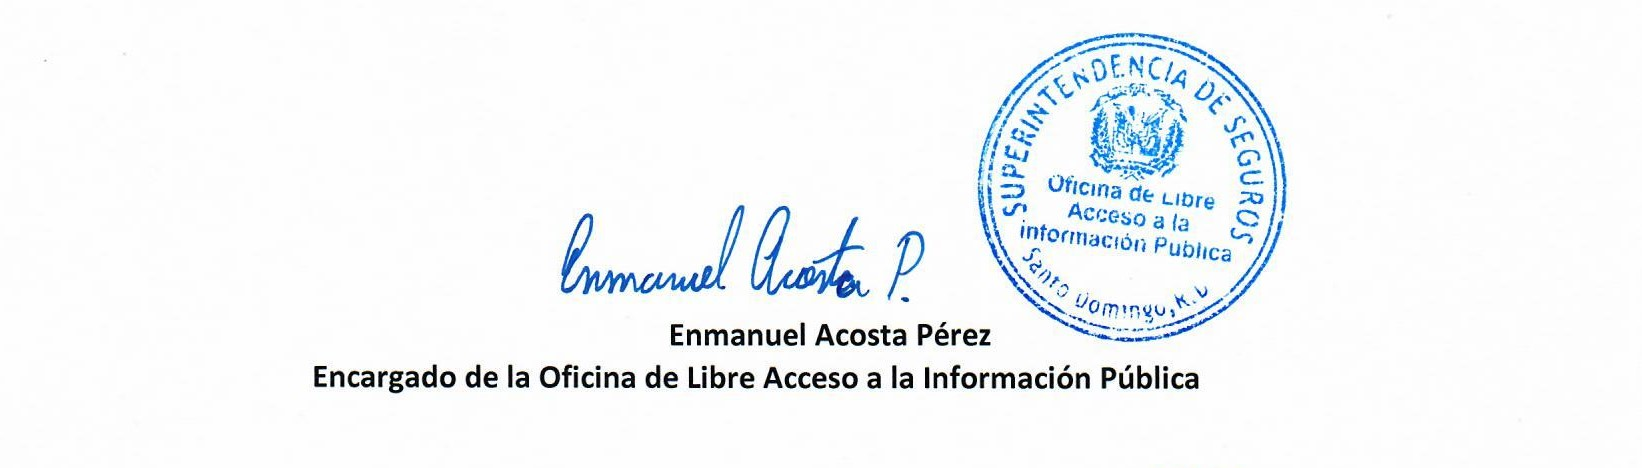 SUPERINTENDENCIA DE SEGUROS
Oficina de Libre
Acceso a la
información Publica
Santo Domingo, R.D
Enmanuel Acosta P.
Enmanuel Acosta Pérez
Encargado de la Oficina de Libre Acceso a la Información Pública